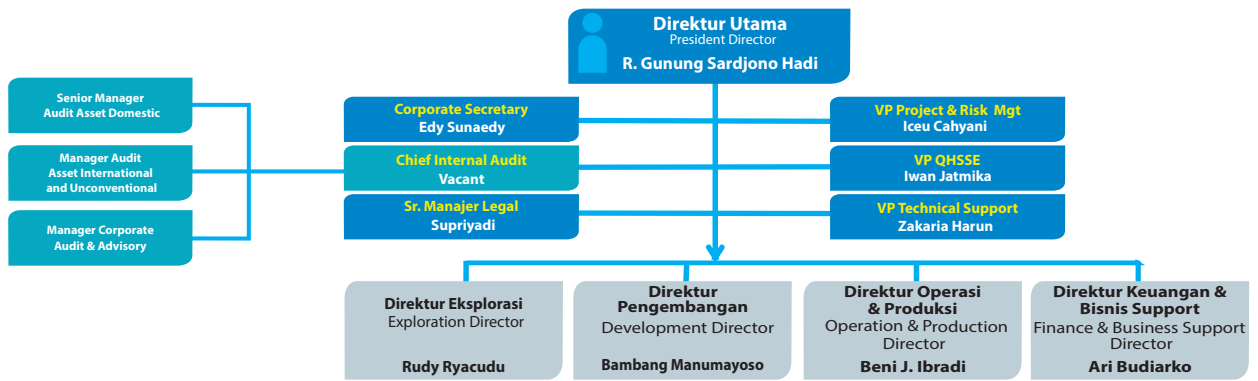 Direktur Utama
President Director
R. Gunung Sardjono Hadi
Senior Manager
Audit Asset Domestic
Manager Audit
Asset International
and Unconventional
Manager Corporate
Audit & Advisory
Corporate Secretary
Edy Sunaedy
Chief Internal Audit
Vacant
Sr. Manajer Legal
Supriyadi
VP Project & Risk Mgt
Iceu Cahyani
VP QHSSE
Iwan Jatmika
VP Technical Support
Zakaria Harun
Direktur Eksplorasi
Exploration Director
Rudy Ryacudu
Direktur
Pengembangan
Development Director
Bambang Manumayoso
Direktur Operasi
& Produksi
Operation & Production
Director
Beni J. Ibradi
Direktur Keuangan &
Bisnis Support
Finance & Business Support
Director
Ari Budiarko